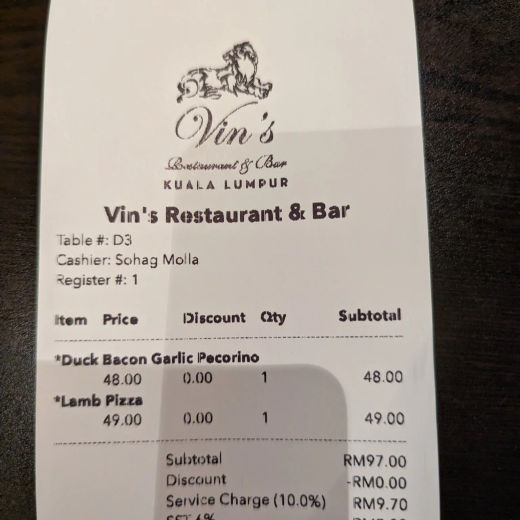 Vin's
Restaurant & Bar
KUALA LUMPUR
Vin's Restaurant & Bar
Table #: D3
Cashier: Sohag Molla
Register #: 1
Item Price Discount Qty Subtotal
*Duck Bacon Garlic Pecorino
48.00 0.00 1 48.00
*Lamb Pizza
49.00 0.00 1 49.00
Subtotal RM97.00
Discount -RM0.00
Service Charge (10.0%) RM9.70